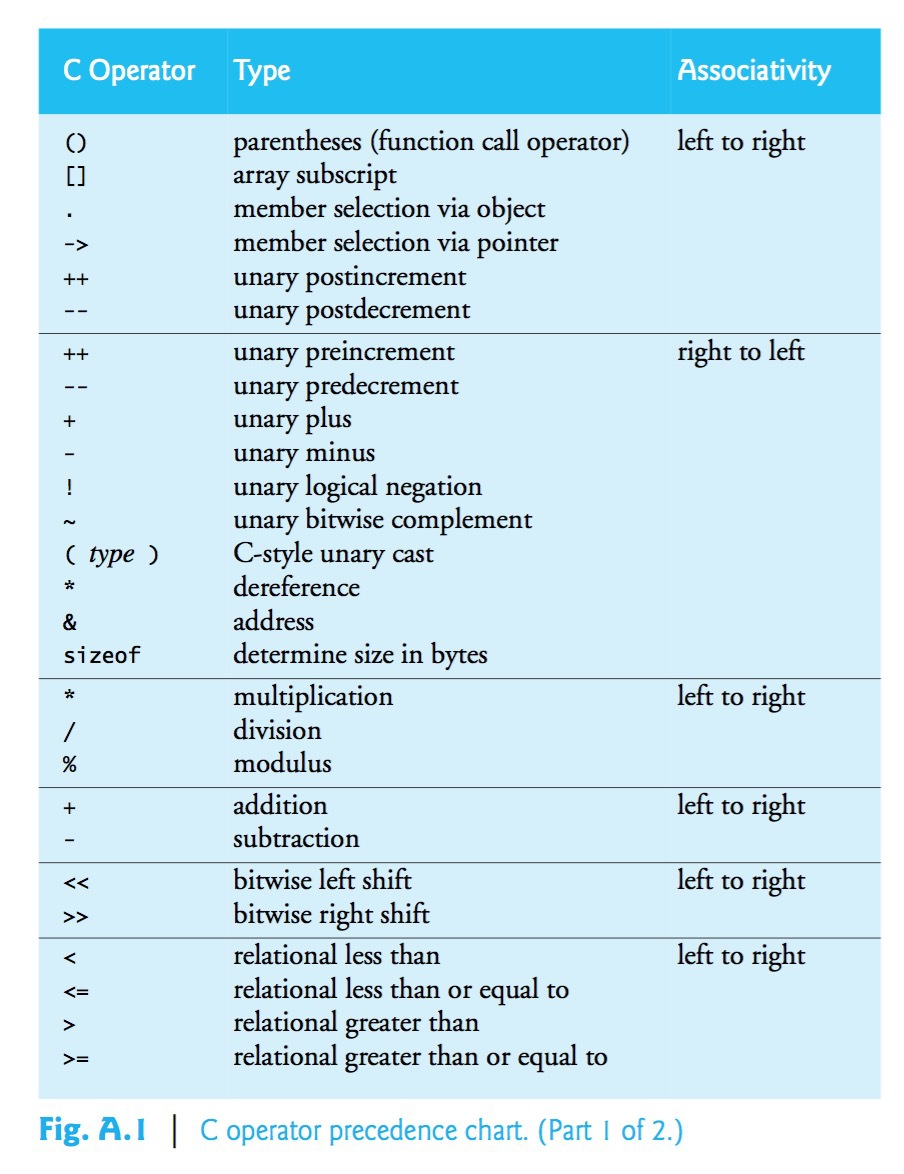 C Operator Type Associativity
() parentheses (function call operator) left to right
[] array subscript
. member selection via object
-> member selection via pointer
++ unary postincrement
-- unary postdecrement
++ unary preincrement right to left
-- unary predecrement
+ unary plus
- unary minus
! unary logical negation
~ unary bitwise complement
( type ) C-style unary cast
* dereference
& address
sizeof determine size in bytes
* multiplication left to right
/ division
% modulus
+ addition left to right
- subtraction
<< bitwise left shift left to right
>> bitwise right shift
< relational less than left to right
<= relational less than or equal to
> relational greater than
>= relational greater than or equal to
Fig. A.1 | C operator precedence chart. (Part 1 of 2.)